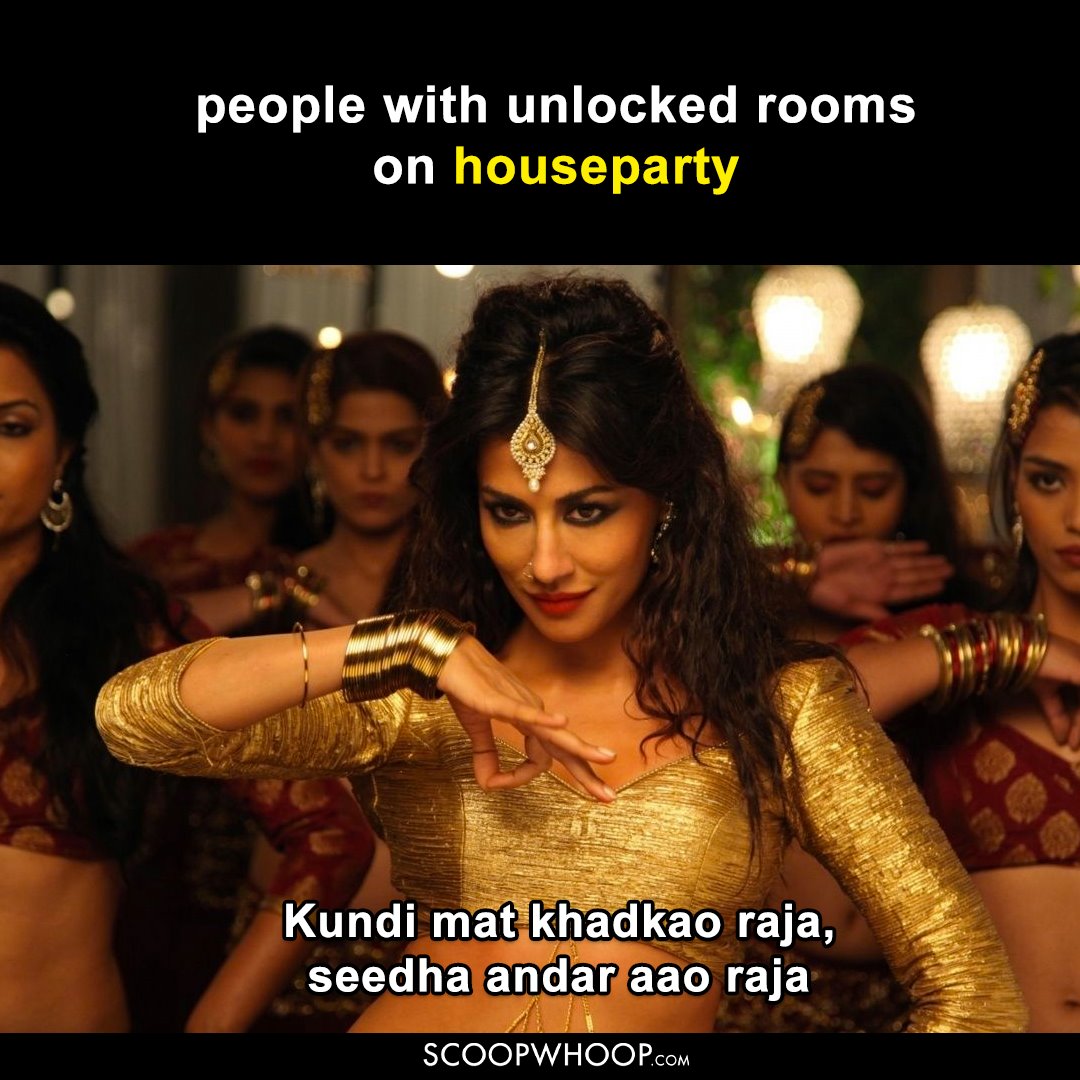 people with unlocked rooms
on houseparty
Kundi mat khadkao raja,
seedha andar aao raja
SCOOPWHOOP.COM